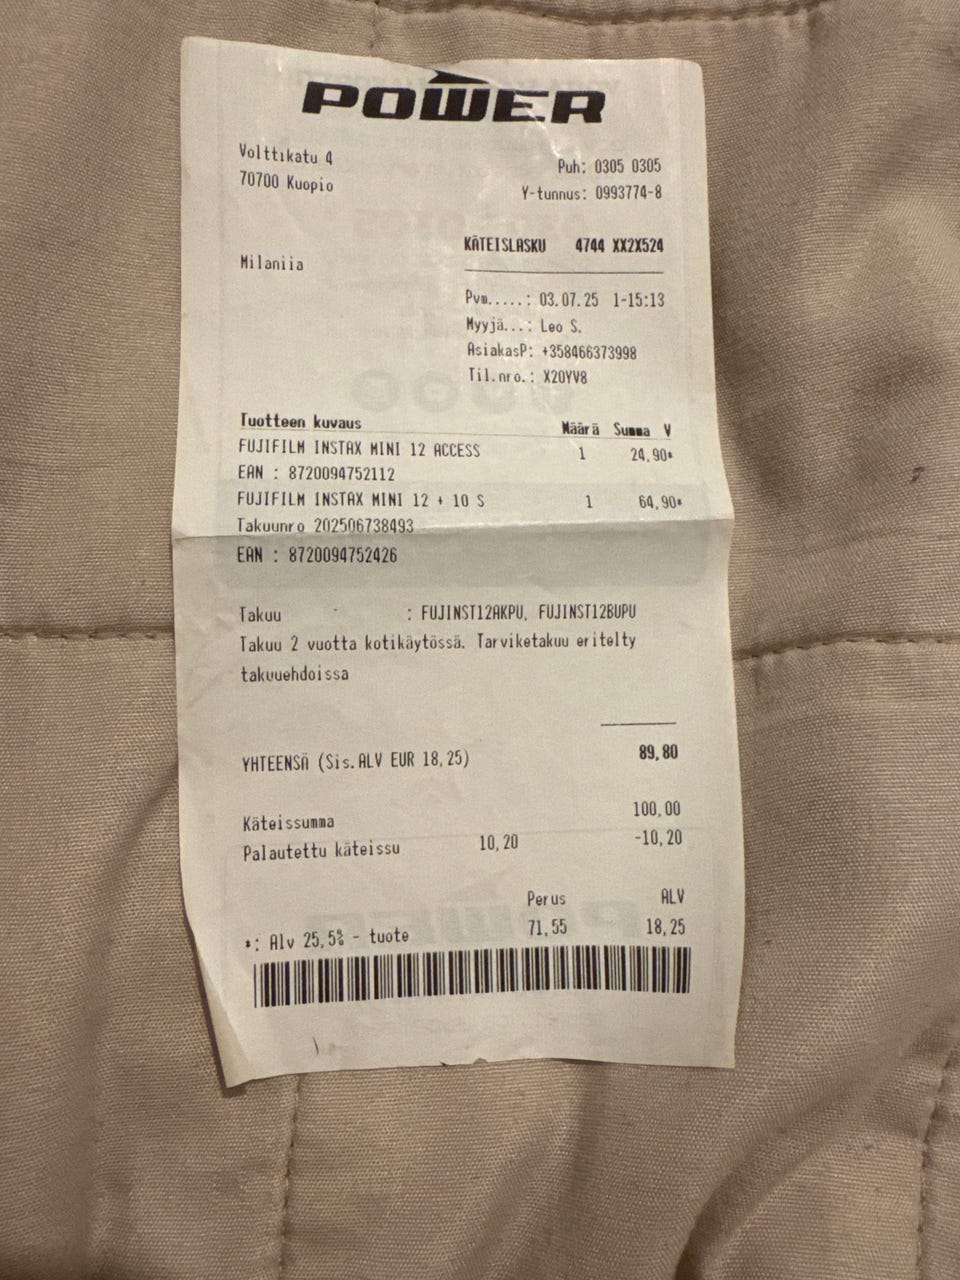 POWER
Volttikatu 4
70700 Kuopio
Puh: 0305 0305
Y-tunnus: 0993774-8
KÄTEISLASKU 4744 XX2X524
Milaniia
Pvm.....: 03.07.25 1-15:13
Myyjä...: Leo S.
AsiakasP: +358466373998
Til.nro.: X20YV8
Tuotteen kuvaus Määrä Summa V
FUJIFILM INSTAX MINI 12 ACCESS 1 24,90*
EAN : 8720094752112
FUJIFILM INSTAX MINI 12 + 10 S 1 64,90*
Takuunro 202506738493
EAN : 8720094752426
Takuu : FUJINST12AKPU, FUJINST12BUPU
Takuu 2 vuotta kotikäytössä. Tarviketakuu eritelty
takuuehdoissa
YHTEENSÄ (Sis.ALV EUR 18,25) 89,80
Käteissumma 100,00
Palautettu käteissu 10,20 -10,20
Perus ALV
*: Alv 25,5% - tuote 71,55 18,25